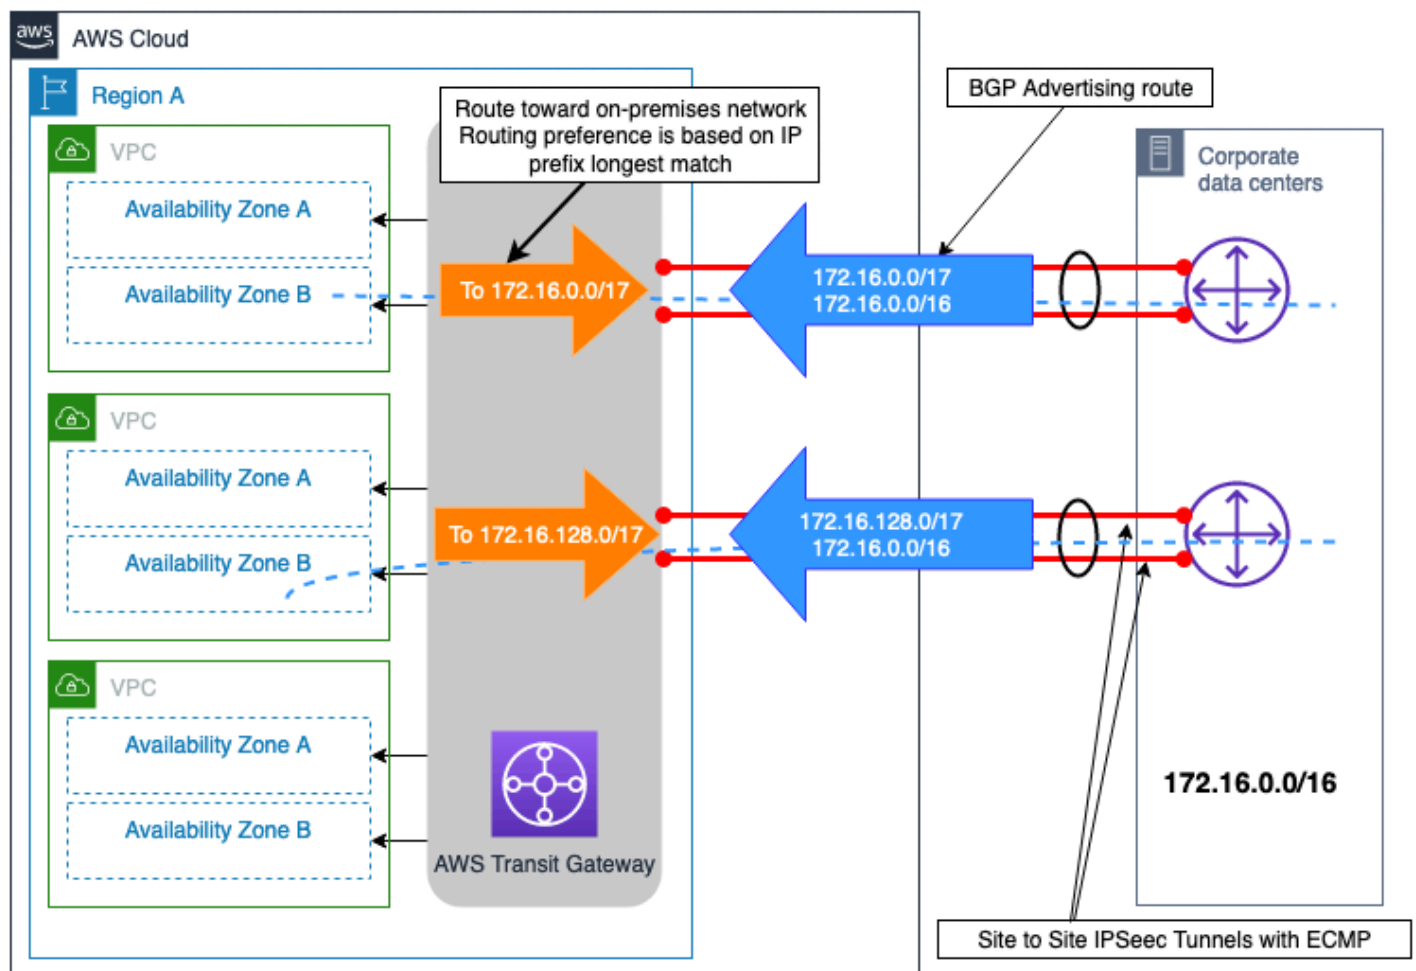 aws
AWS Cloud
Region A
VPC
Availability Zone A
Availability Zone B
VPC
Availability Zone A
Availability Zone B
VPC
Availability Zone A
Availability Zone B
Route toward on-premises network
Routing preference is based on IP
prefix longest match
To 172.16.0.0/17
To 172.16.128.0/17
AWS Transit Gateway
BGP Advertising route
172.16.0.0/17
172.16.0.0/16
172.16.128.0/17
172.16.0.0/16
Corporate
data centers
172.16.0.0/16
Site to Site IPSeec Tunnels with ECMP